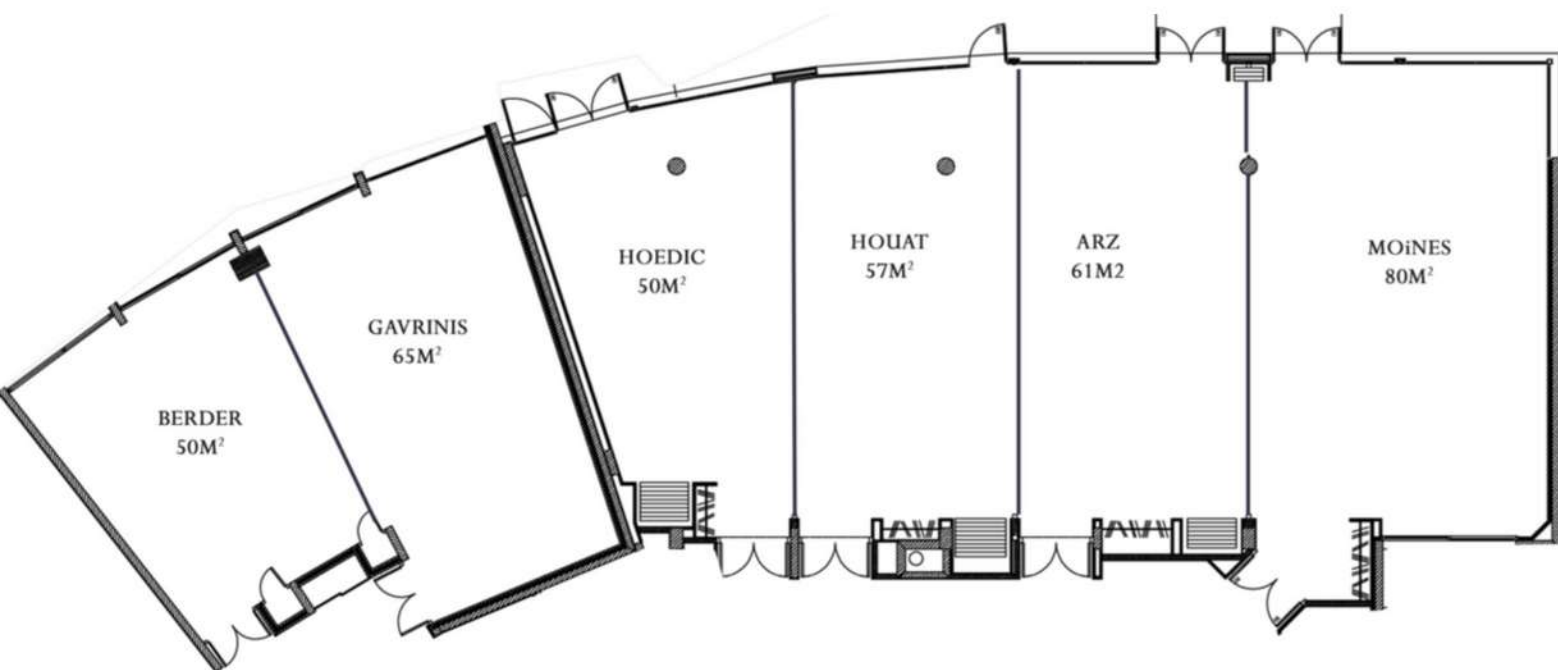 BERDER
50M²
GAVRINIS
65M²
HOEDIC
50M²
HOUAT
57M²
ARZ
61M2
MOiNES
80M²